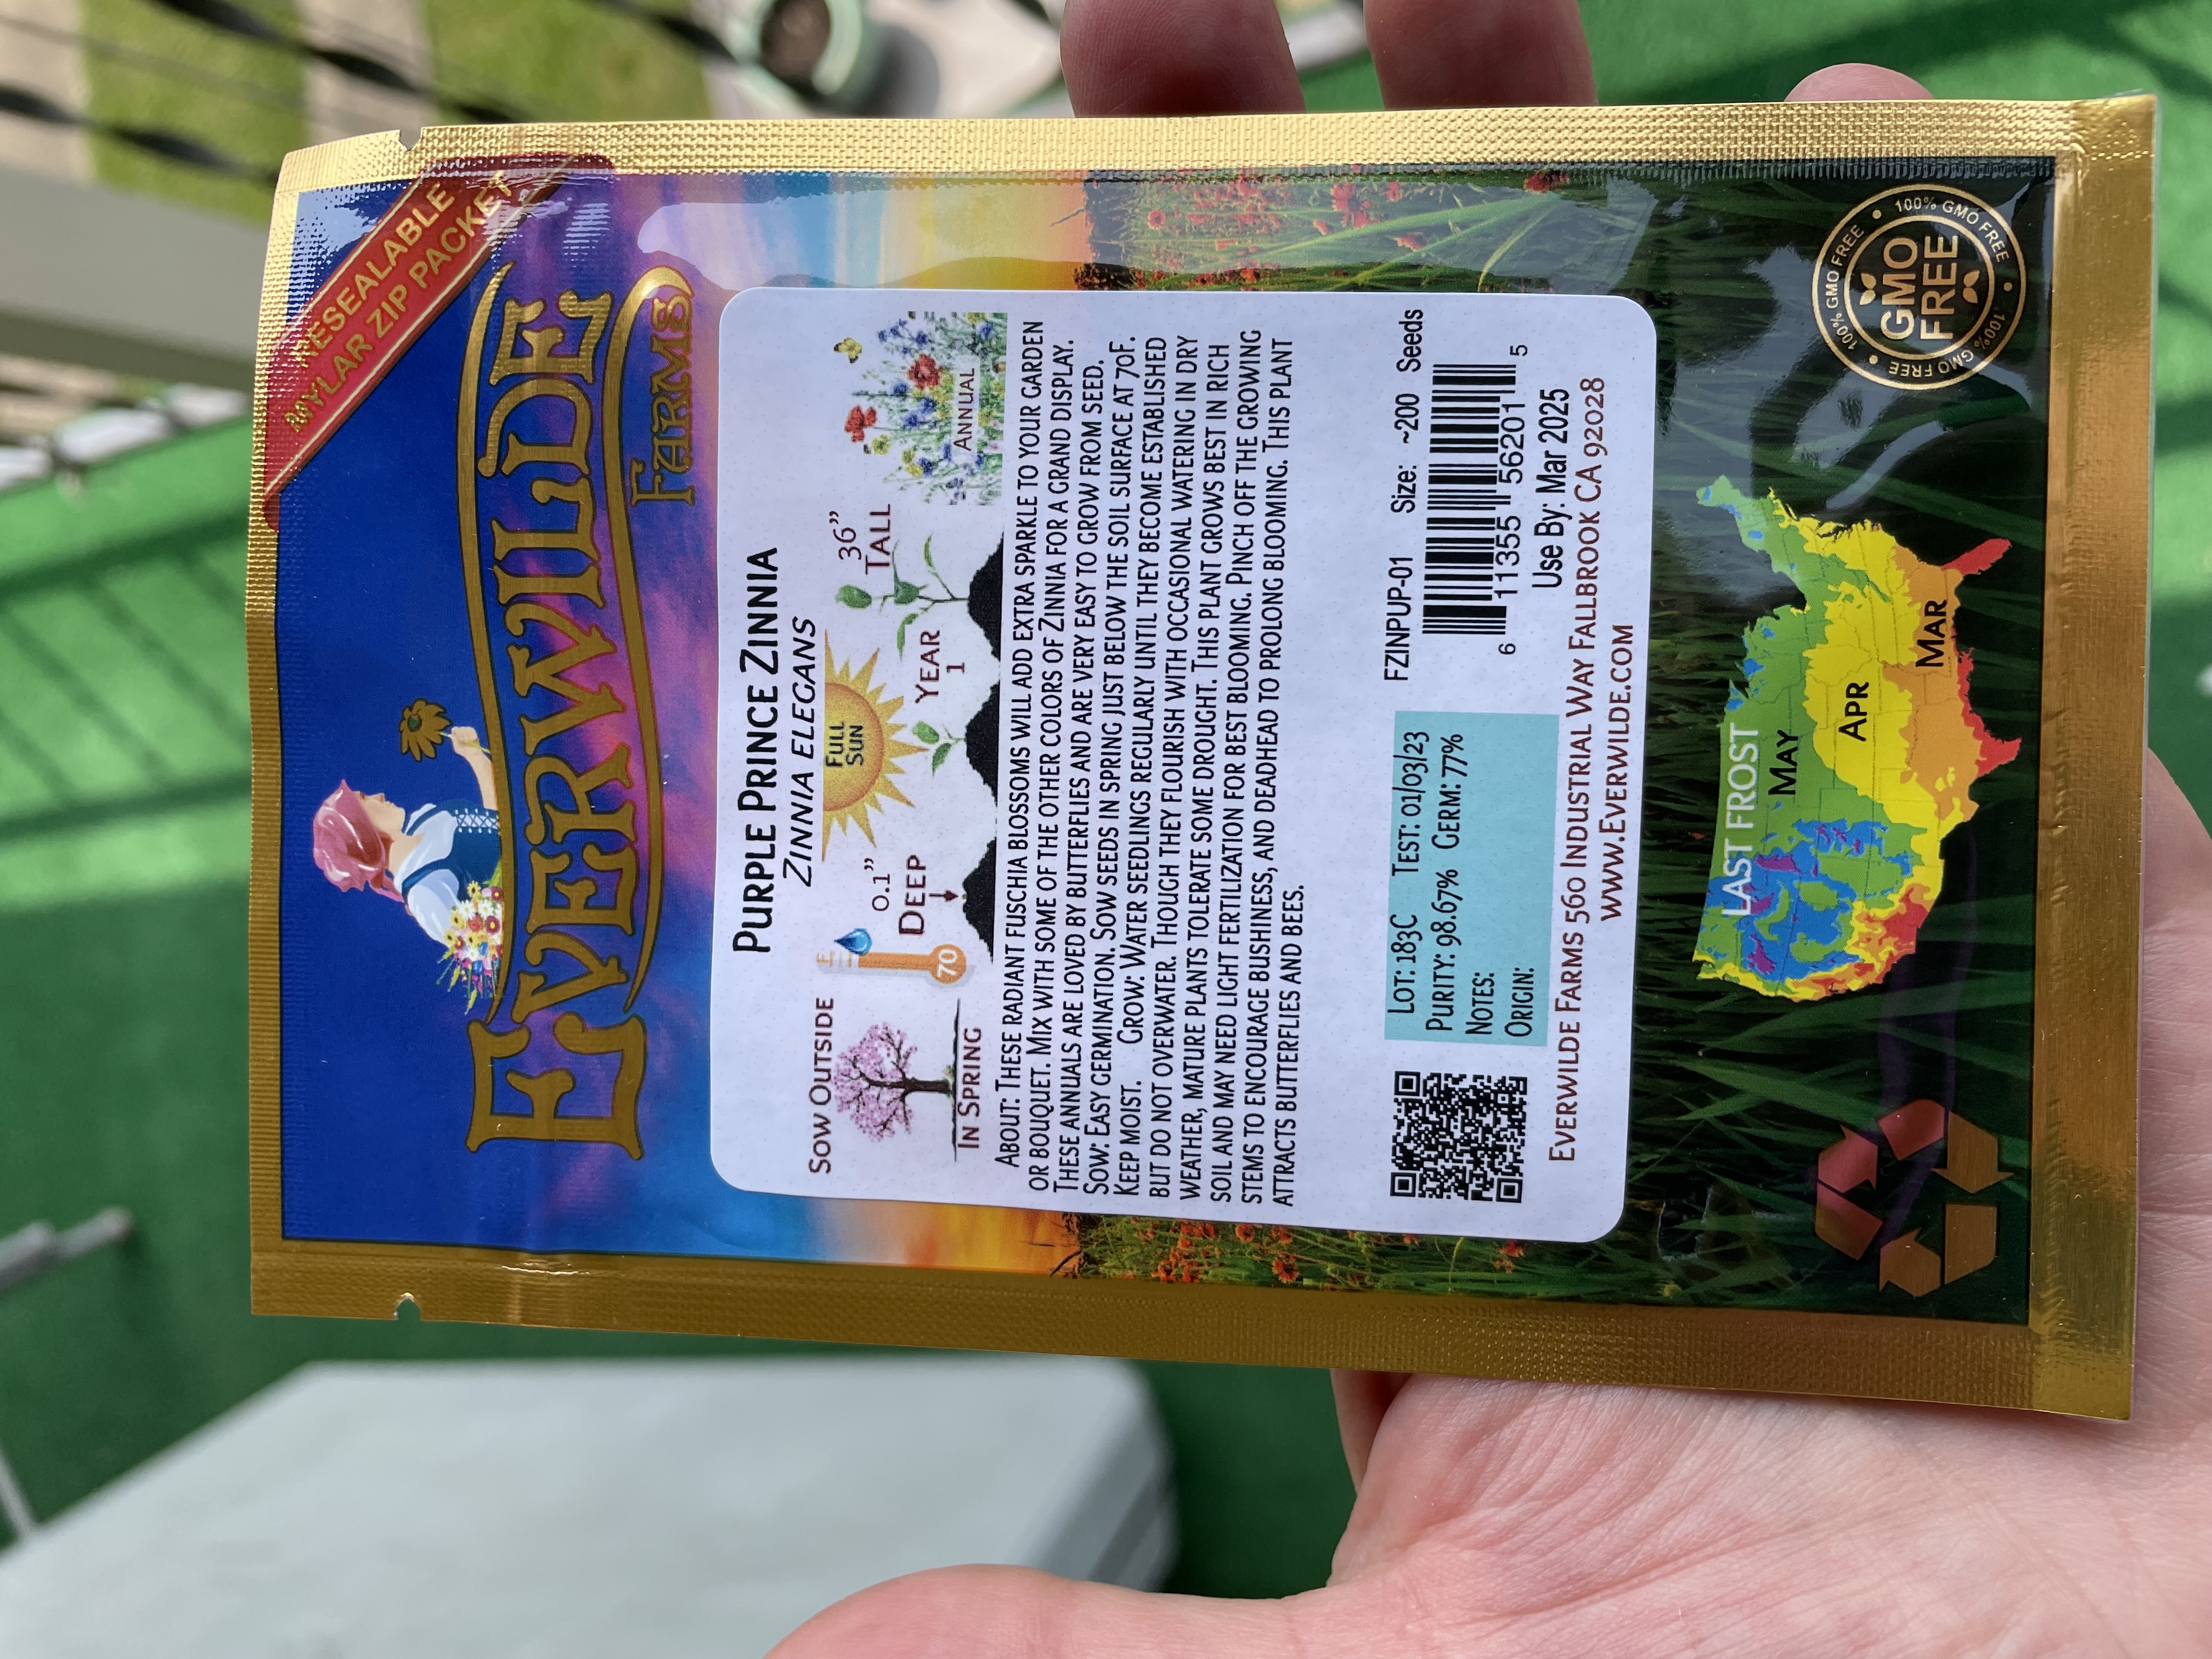 RESEALABLE
MYLAR ZIP PACKET
EVERWILDE
FARMS
PURPLE PRINCE ZINNIA
ZINNIA ELEGANS
SOW OUTSIDE
IN SPRING
F
70
0.1”
DEEP
FULL
SUN
YEAR
1
36”
TALL
ANNUAL
ABOUT: THESE RADIANT FUSCHIA BLOSSOMS WILL ADD EXTRA SPARKLE TO YOUR GARDEN
OR BOUQUET. MIX WITH SOME OF THE OTHER COLORS OF ZINNIA FOR A GRAND DISPLAY.
THESE ANNUALS ARE LOVED BY BUTTERFLIES AND ARE VERY EASY TO GROW FROM SEED.
SOW: EASY GERMINATION. SOW SEEDS IN SPRING JUST BELOW THE SOIL SURFACE AT 70F.
KEEP MOIST. GROW: WATER SEEDLINGS REGULARLY UNTIL THEY BECOME ESTABLISHED
BUT DO NOT OVERWATER. THOUGH THEY FLOURISH WITH OCCASIONAL WATERING IN DRY
WEATHER, MATURE PLANTS TOLERATE SOME DROUGHT. THIS PLANT GROWS BEST IN RICH
SOIL AND MAY NEED LIGHT FERTILIZATION FOR BEST BLOOMING. PINCH OFF THE GROWING
STEMS TO ENCOURAGE BUSHINESS, AND DEADHEAD TO PROLONG BLOOMING. THIS PLANT
ATTRACTS BUTTERFLIES AND BEES.
LOT: 183C TEST: 01/03/23
PURITY: 98.67% GERM: 77%
NOTES:
ORIGIN:
FZINPUP-01 Size: ~200 Seeds
6 11355 56201 5
Use By: Mar 2025
EVERWILDE FARMS 560 INDUSTRIAL WAY FALLBROOK CA 92028
WWW.EVERWILDE.COM
LAST FROST
MAY
APR
MAR
100% GMO FREE • 100% GMO FREE • 100% GMO FREE •
GMO
FREE